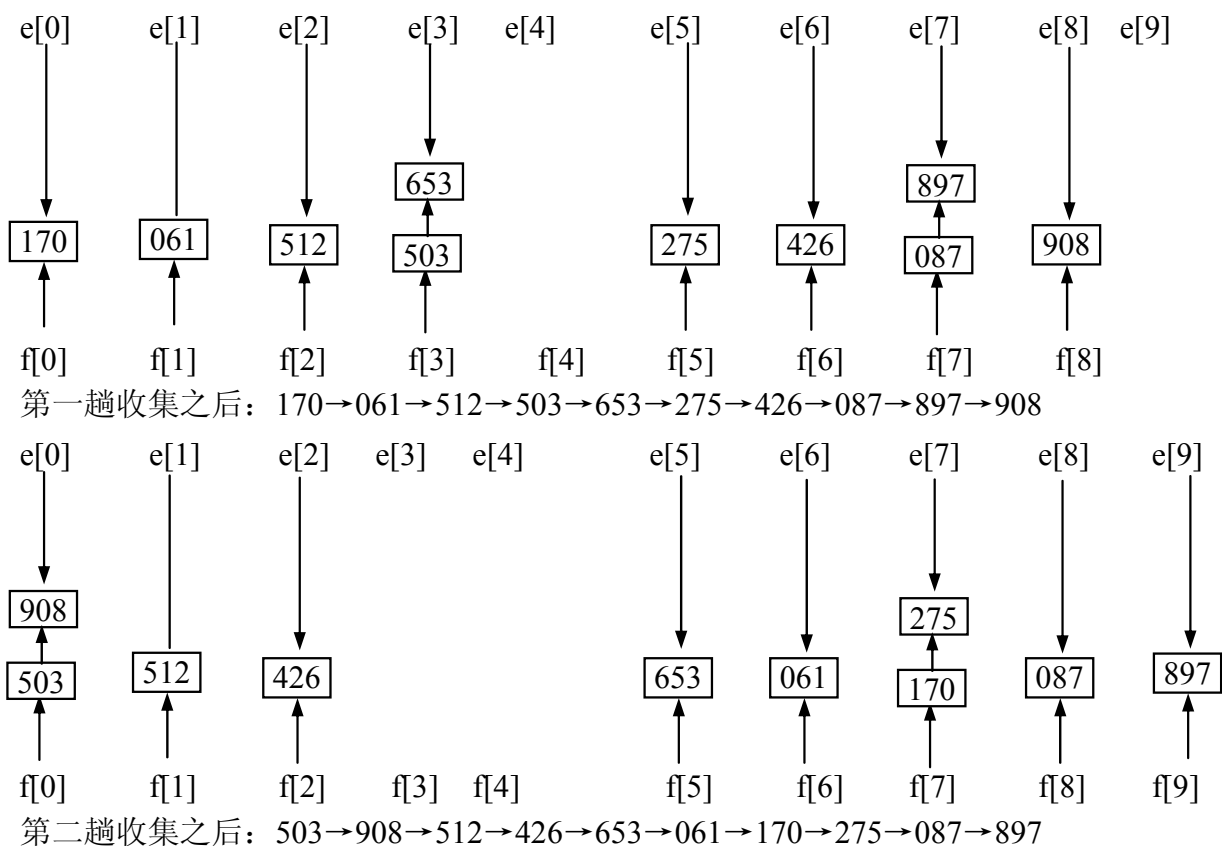 e[0] e[1] e[2] e[3] e[4] e[5] e[6] e[7] e[8] e[9]
653 897
170 061 512 503 275 426 087 908
f[0] f[1] f[2] f[3] f[4] f[5] f[6] f[7] f[8]
第一趟收集之后：170→061→512→503→653→275→426→087→897→908
e[0] e[1] e[2] e[3] e[4] e[5] e[6] e[7] e[8] e[9]
908 275
503 512 426 653 061 170 087 897
f[0] f[1] f[2] f[3] f[4] f[5] f[6] f[7] f[8] f[9]
第二趟收集之后：503→908→512→426→653→061→170→275→087→897